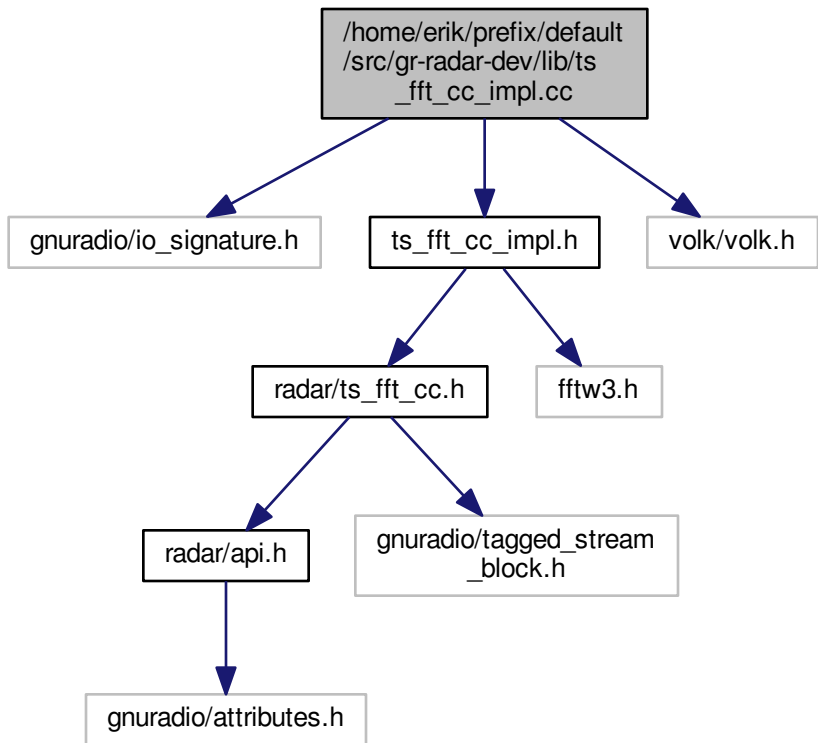 /home/erik/prefix/default
/src/gr-radar-dev/lib/ts
_fft_cc_impl.cc
gnuradio/io_signature.h
ts_fft_cc_impl.h
volk/volk.h
radar/ts_fft_cc.h
fftw3.h
radar/api.h
gnuradio/tagged_stream
_block.h
gnuradio/attributes.h